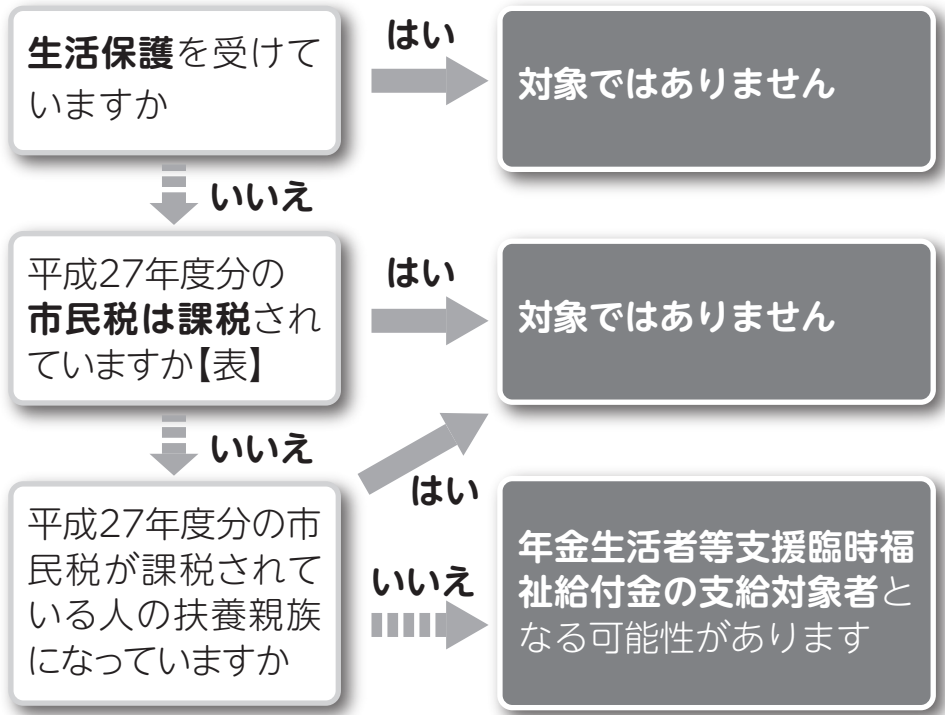 生活保護を受けて
いますか
はい
対象ではありません
いいえ
平成27年度分の
市民税は課税され
ていますか【表】
はい
対象ではありません
いいえ
平成27年度分の市
民税が課税されて
いる人の扶養親族
になっていますか
はい
いいえ
年金生活者等支援臨時福
祉給付金の支給対象者と
なる可能性があります